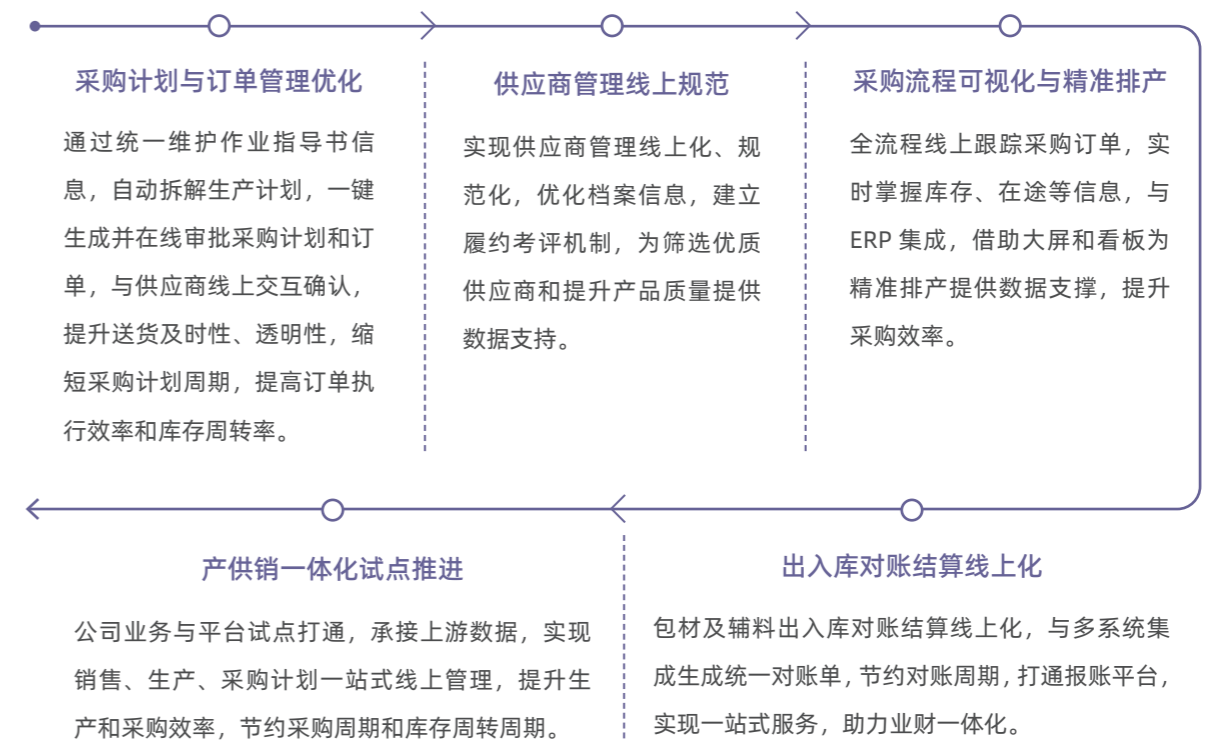 采购计划与订单管理优化
通过统一维护作业指导书信
息，自动拆解生产计划，一键
生成并在线审批采购计划和订
单，与供应商线上交互确认，
提升送货及时性、透明性，缩
短采购计划周期，提高订单执
行效率和库存周转率。
供应商管理线上规范
实现供应商管理线上化、规
范化，优化档案信息，建立
履约考评机制，为筛选优质
供应商和提升产品质量提供
数据支持。
采购流程可视化与精准排产
全流程线上跟踪采购订单，实
时掌握库存、在途等信息，与
ERP 集成，借助大屏和看板为
精准排产提供数据支撑，提升
采购效率。
出入库对账结算线上化
包材及辅料出入库对账结算线上化，与多系统集
成生成统一对账单，节约对账周期，打通报账平台，
实现一站式服务，助力业财一体化。
产供销一体化试点推进
公司业务与平台试点打通，承接上游数据，实现
销售、生产、采购计划一站式线上管理，提升生
产和采购效率，节约采购周期和库存周转周期。